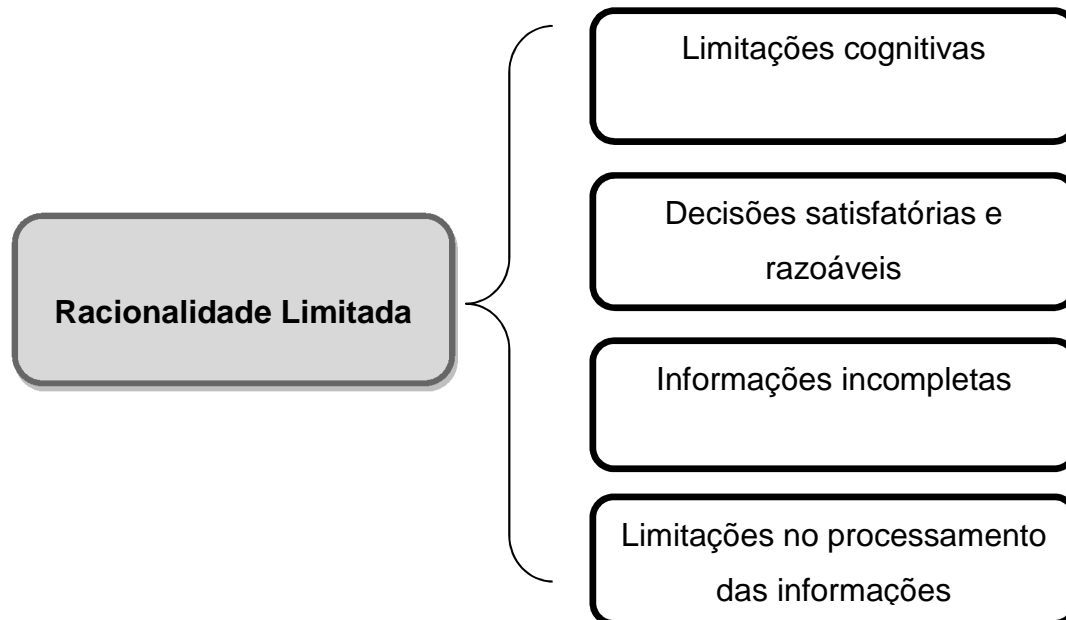 Limitações cognitivas
Decisões satisfatórias e
razoáveis
Racionalidade Limitada
Informações incompletas
Limitações no processamento
das informações